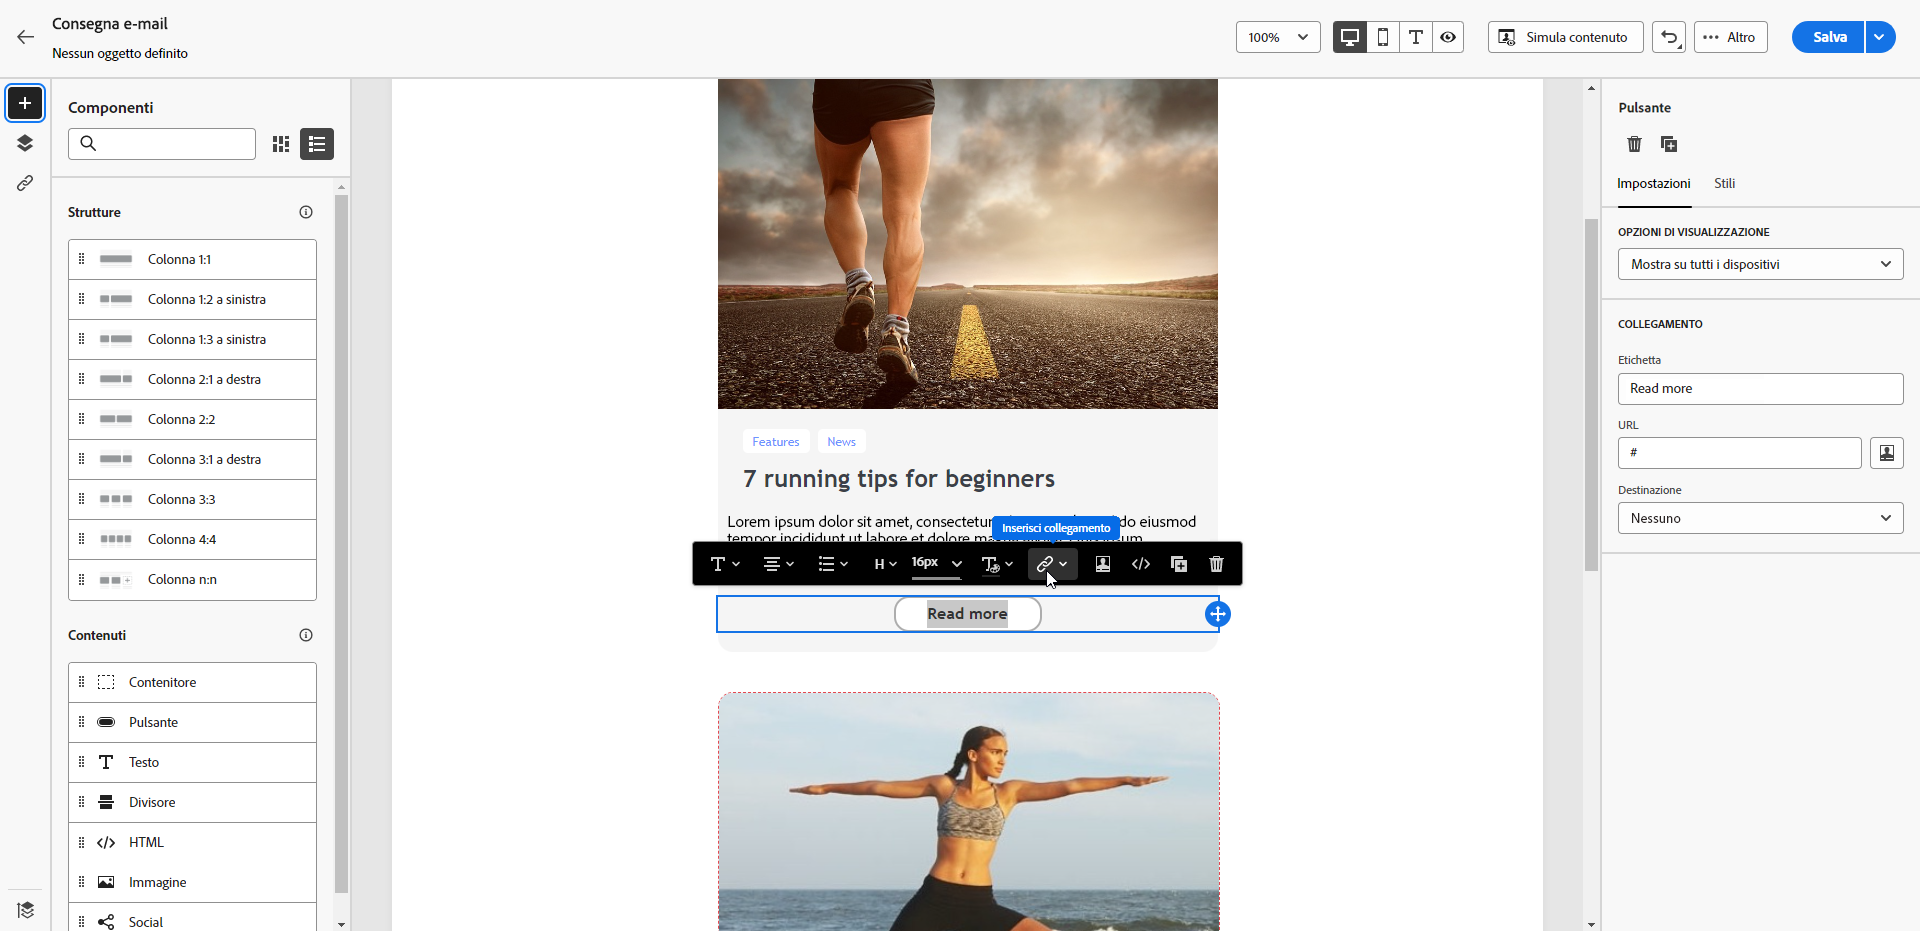 Consegna e-mail
Nessun oggetto definito
100%
Simula contenuto
Altro
Salva
Componenti
Strutture
Colonna 1:1
Colonna 1:2 a sinistra
Colonna 1:3 a sinistra
Colonna 2:1 a destra
Colonna 2:2
Colonna 3:1 a destra
Colonna 3:3
Colonna 4:4
Colonna n:n
Contenuti
Contenitore
Pulsante
Testo
Divisore
HTML
Immagine
Social
Features News
7 running tips for beginners
Lorem ipsum dolor sit amet, consectetur do eiusmod
tempor incididunt ut labore et dolore
Inserisci collegamento
H 16px
Read more
Pulsante
Impostazioni Stili
OPZIONI DI VISUALIZZAZIONE
Mostra su tutti i dispositivi
COLLEGAMENTO
Etichetta
Read more
URL
#
Destinazione
Nessuno